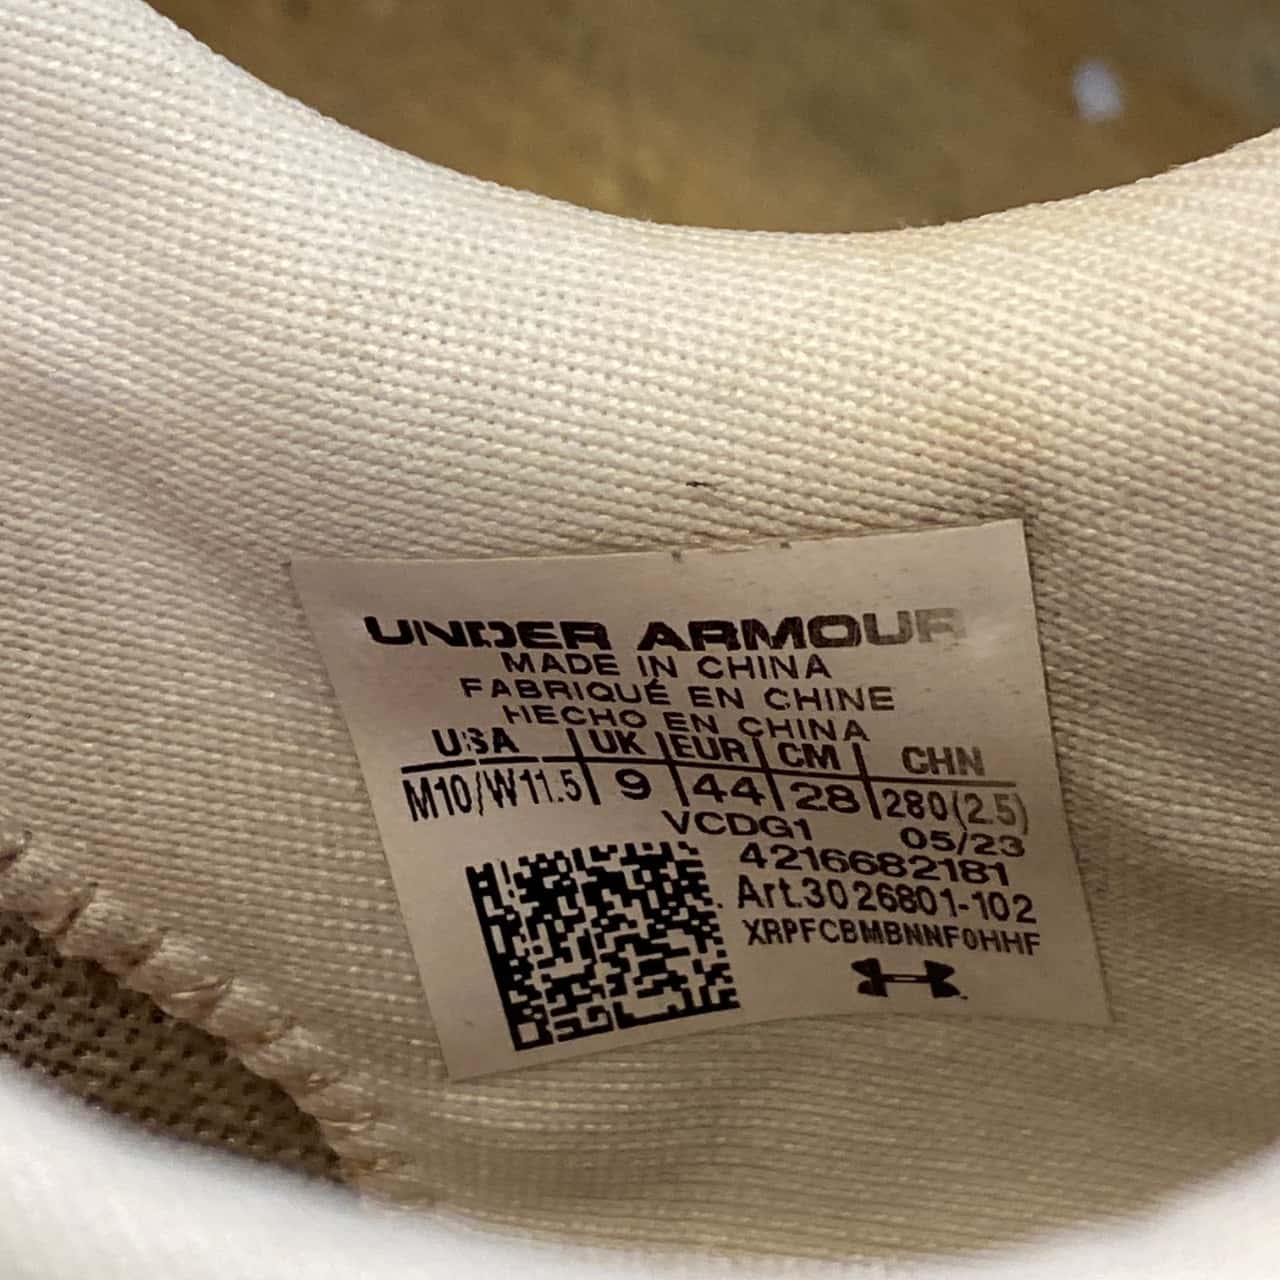 UNDER ARMOUR
MADE IN CHINA
FABRIQUÉ EN CHINE
HECHO EN CHINA
USA | UK | EUR | CM | CHN
M10/W11.5 | 9 | 44 | 28 | 280(2.5)
VCDG1 05/23
4216682181
Art.3026801-102
XRPFCBMBNNF0HHF